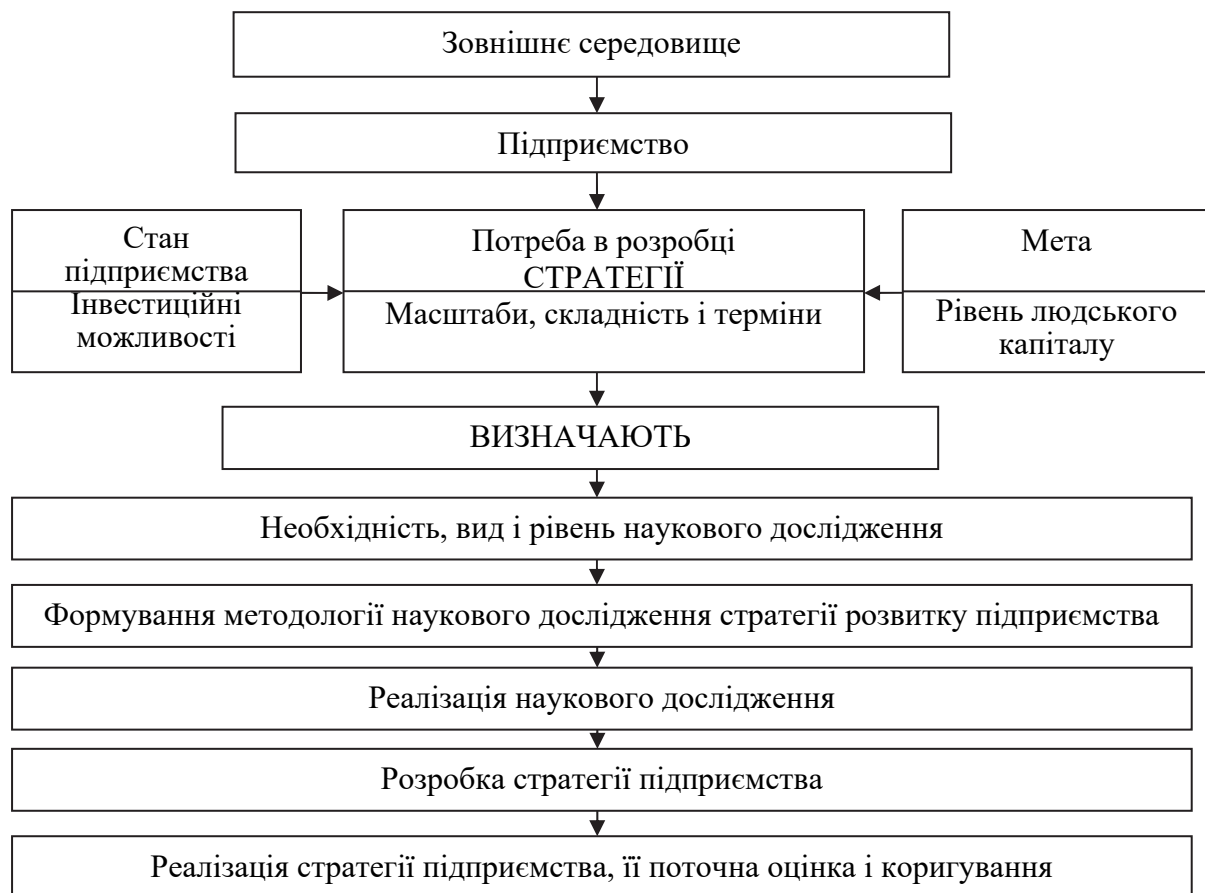 Зовнішнє середовище
Підприємство
Стан
підприємства
Інвестиційні
можливості
Потреба в розробці
СТРАТЕГІЇ
Масштаби, складність і терміни
Мета
Рівень людського
капіталу
ВИЗНАЧАЮТЬ
Необхідність, вид і рівень наукового дослідження
Формування методології наукового дослідження стратегії розвитку підприємства
Реалізація наукового дослідження
Розробка стратегії підприємства
Реалізація стратегії підприємства, її поточна оцінка і коригування